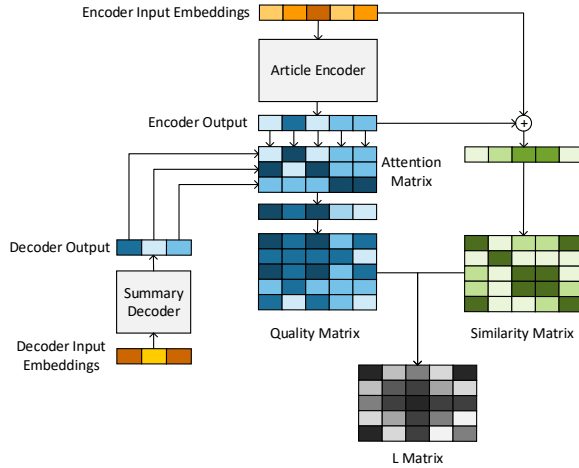 Encoder Input Embeddings
Article Encoder
Encoder Output
+
Attention
Matrix
Decoder Output
Summary
Decoder
Quality Matrix
Similarity Matrix
Decoder Input
Embeddings
L Matrix